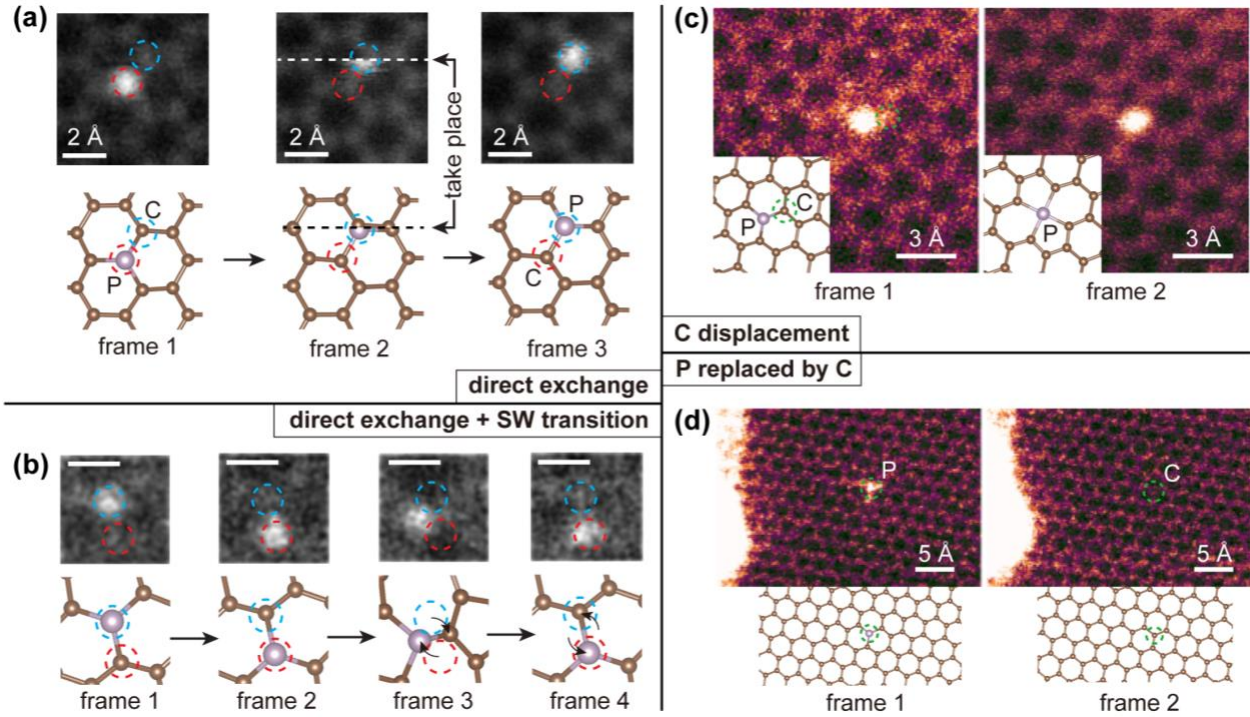 (a)
2 Å
2 Å
2 Å
take place
C
P
P
C
frame 1
frame 2
frame 3
direct exchange
direct exchange + SW transition
(b)
frame 1
frame 2
frame 3
frame 4
(c)
P
C
3 Å
P
3 Å
frame 1
frame 2
C displacement
P replaced by C
(d)
P
5 Å
C
5 Å
frame 1
frame 2